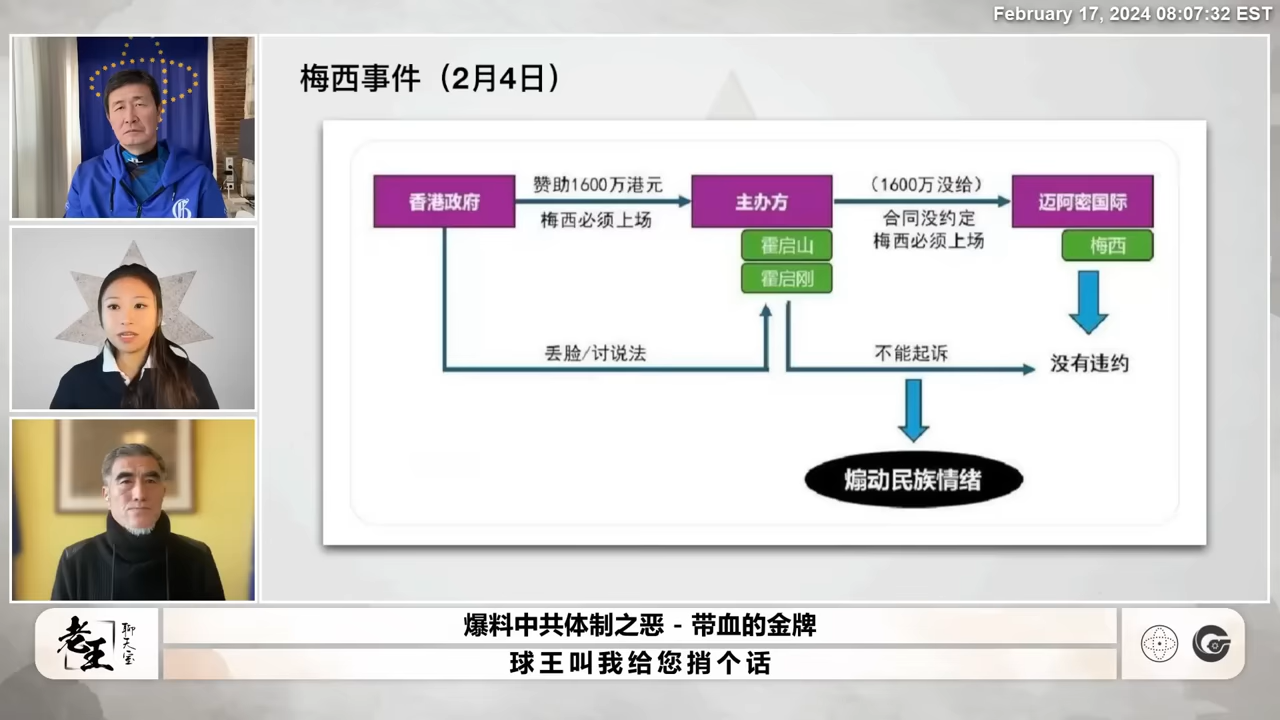 February 17, 2024 08:07:32 EST
梅西事件（2月4日）
香港政府
赞助1600万港元
梅西必须上场
主办方
霍启山
霍启刚
（1600万没给）
合同没约定
梅西必须上场
迈阿密国际
梅西
丢脸/讨说法
不能起诉
没有违约
煽动民族情绪
老王
聊天室
爆料中共体制之恶 - 带血的金牌
球王叫我给您捎个话